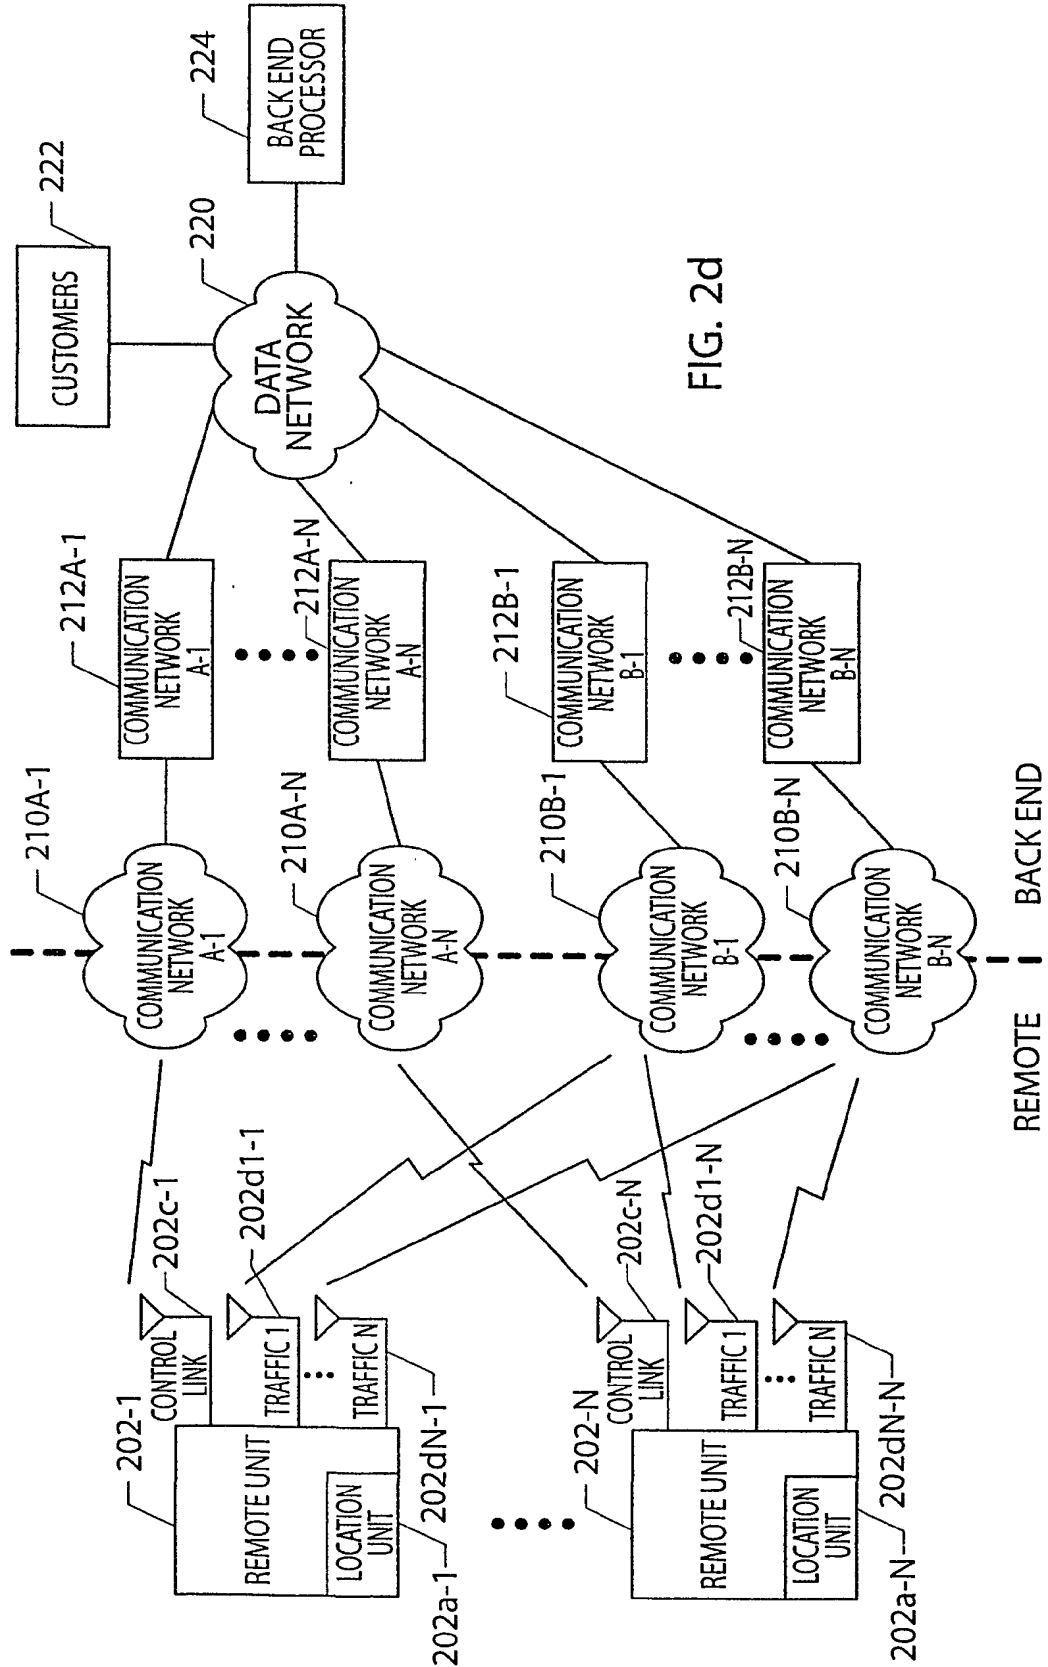 CUSTOMERS
222
224
BACK END
PROCESSOR
220
DATA
NETWORK
212A-1
COMMUNICATION
NETWORK
A-1
212A-N
COMMUNICATION
NETWORK
A-N
212B-1
COMMUNICATION
NETWORK
B-1
212B-N
COMMUNICATION
NETWORK
B-N
210A-1
COMMUNICATION
NETWORK
A-1
210A-N
COMMUNICATION
NETWORK
A-N
210B-1
COMMUNICATION
NETWORK
B-1
210B-N
COMMUNICATION
NETWORK
B-N
202-1
REMOTE UNIT
LOCATION
UNIT
202a-1
CONTROL
LINK
202c-1
TRAFFIC 1
202d1-1
TRAFFIC N
202dN-1
202-N
REMOTE UNIT
LOCATION
UNIT
202a-N
CONTROL
LINK
202c-N
TRAFFIC 1
202d1-N
TRAFFIC N
202dN-N
REMOTE
BACK END
FIG. 2d